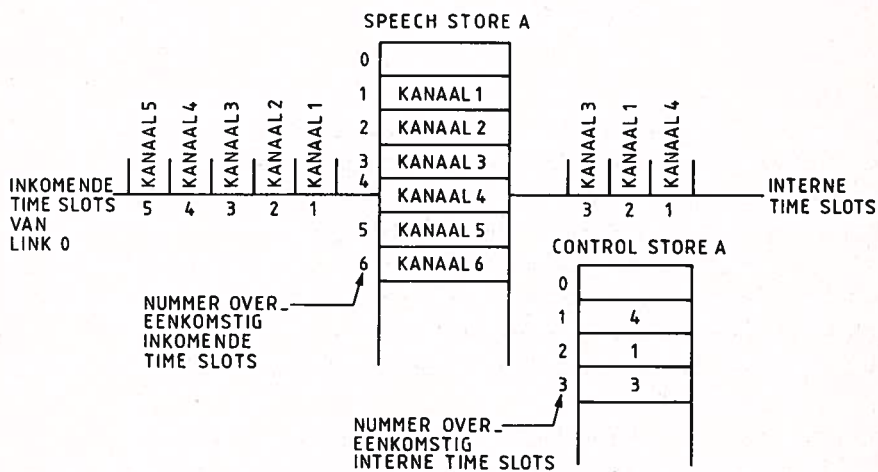 SPEECH STORE A
0
1 KANAAL 1
2 KANAAL 2
3 KANAAL 3
4 KANAAL 4
5 KANAAL 5
6 KANAAL 6
KANAAL 5
KANAAL 4
KANAAL 3
KANAAL 2
KANAAL 1
5 4 3 2 1
INKOMENDE
TIME SLOTS
VAN
LINK 0
NUMMER OVER_
EENKOMSTIG
INKOMENDE
TIME SLOTS
KANAAL 3
KANAAL 1
KANAAL 4
3 2 1
INTERNE
TIME SLOTS
CONTROL STORE A
0
1 4
2 1
3 3
NUMMER OVER_
EENKOMSTIG
INTERNE TIME SLOTS